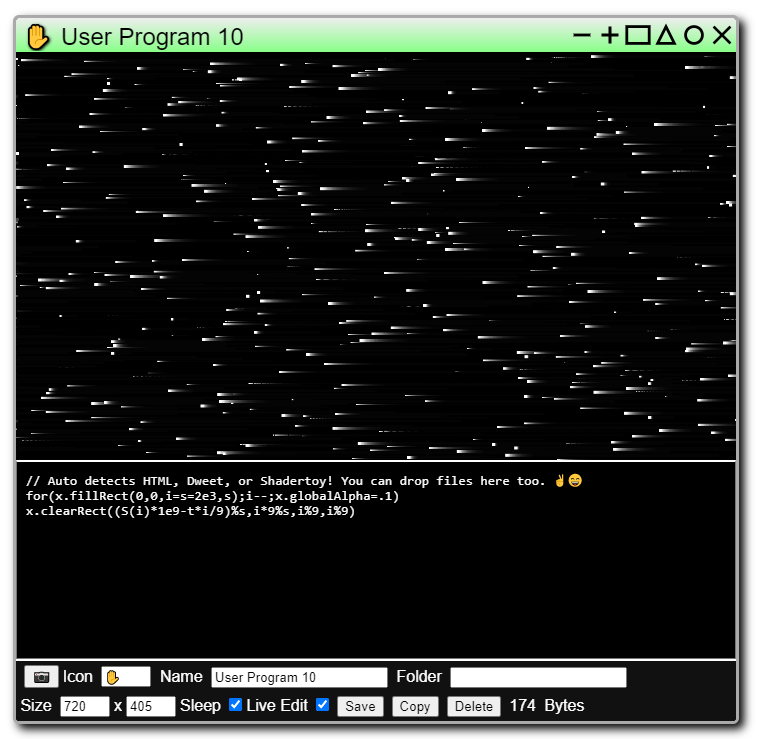 ✋ User Program 10
// Auto detects HTML, Dweet, or Shadertoy! You can drop files here too. ✌😄
for(x.fillRect(0,0,i=s=2e3,s);i--;x.globalAlpha=.1)
x.clearRect((S(i)*1e9-t*i/9)%s,i*9%s,i%9,i%9)
Icon ✋ Name User Program 10 Folder
Size 720 x 405 Sleep Live Edit Save Copy Delete 174 Bytes